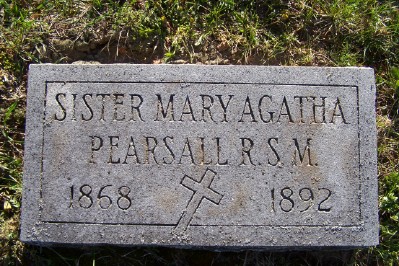 SISTER MARY AGATHA
PEARSALL R.S.M.
1868 1892